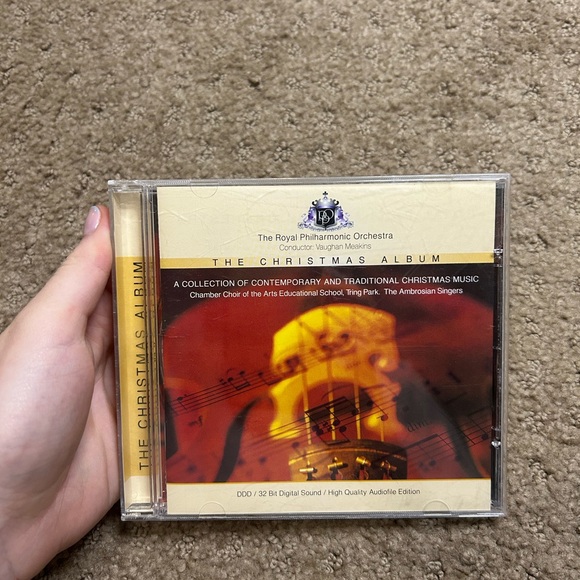 RPO
The Royal Philharmonic Orchestra
Conductor: Vaughan Meakins
THE CHRISTMAS ALBUM
A COLLECTION OF CONTEMPORARY AND TRADITIONAL CHRISTMAS MUSIC
Chamber Choir of the Arts Educational School, Tring Park, The Ambrosian Singers
DDD / 32 Bit Digital Sound / High Quality Audiofile Edition
THE CHRISTMAS ALBUM